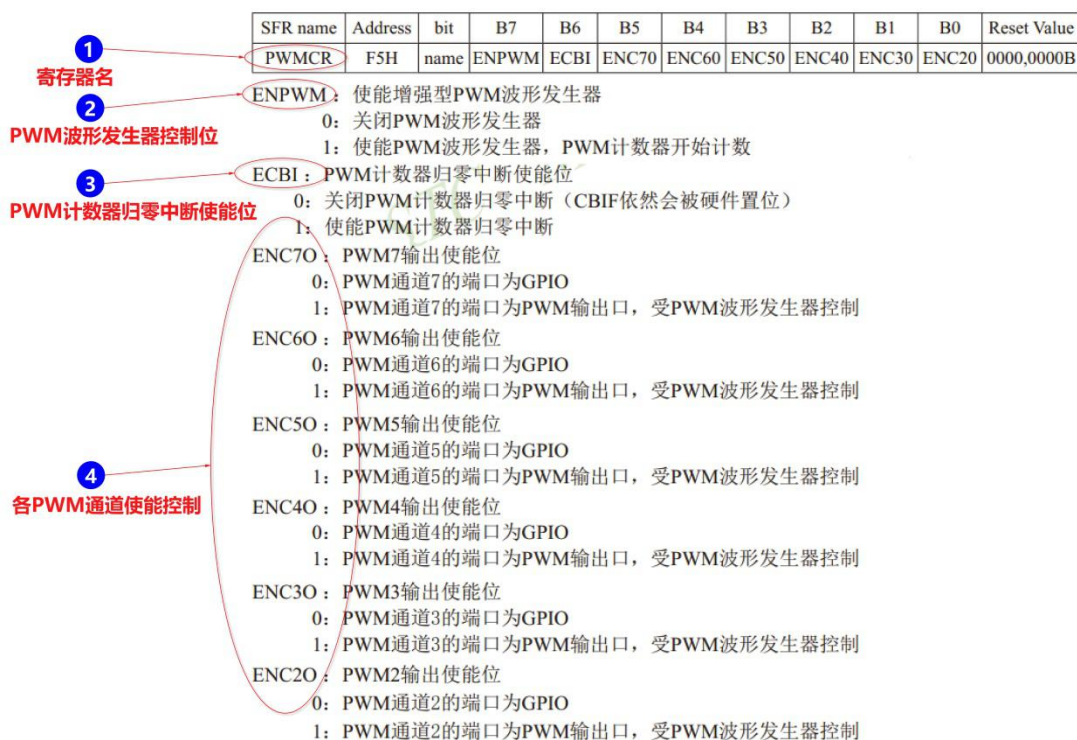 SFR name Address bit B7 B6 B5 B4 B3 B2 B1 B0 Reset Value
PWMCR F5H name ENPWM ECBI ENC7O ENC6O ENC5O ENC4O ENC3O ENC2O 0000,0000B
1
寄存器名
ENPWM：使能增强型PWM波形发生器
2
0：关闭PWM波形发生器
PWM波形发生器控制位
1：使能PWM波形发生器，PWM计数器开始计数
ECBI：PWM计数器归零中断使能位
3
0：关闭PWM计数器归零中断（CBIF依然会被硬件置位）
PWM计数器归零中断使能位
1：使能PWM计数器归零中断
ENC7O：PWM7输出使能位
0：PWM通道7的端口为GPIO
1：PWM通道7的端口为PWM输出口，受PWM波形发生器控制
ENC6O：PWM6输出使能位
0：PWM通道6的端口为GPIO
1：PWM通道6的端口为PWM输出口，受PWM波形发生器控制
ENC5O：PWM5输出使能位
0：PWM通道5的端口为GPIO
1：PWM通道5的端口为PWM输出口，受PWM波形发生器控制
4
各PWM通道使能控制
ENC4O：PWM4输出使能位
0：PWM通道4的端口为GPIO
1：PWM通道4的端口为PWM输出口，受PWM波形发生器控制
ENC3O：PWM3输出使能位
0：PWM通道3的端口为GPIO
1：PWM通道3的端口为PWM输出口，受PWM波形发生器控制
ENC2O：PWM2输出使能位
0：PWM通道2的端口为GPIO
1：PWM通道2的端口为PWM输出口，受PWM波形发生器控制